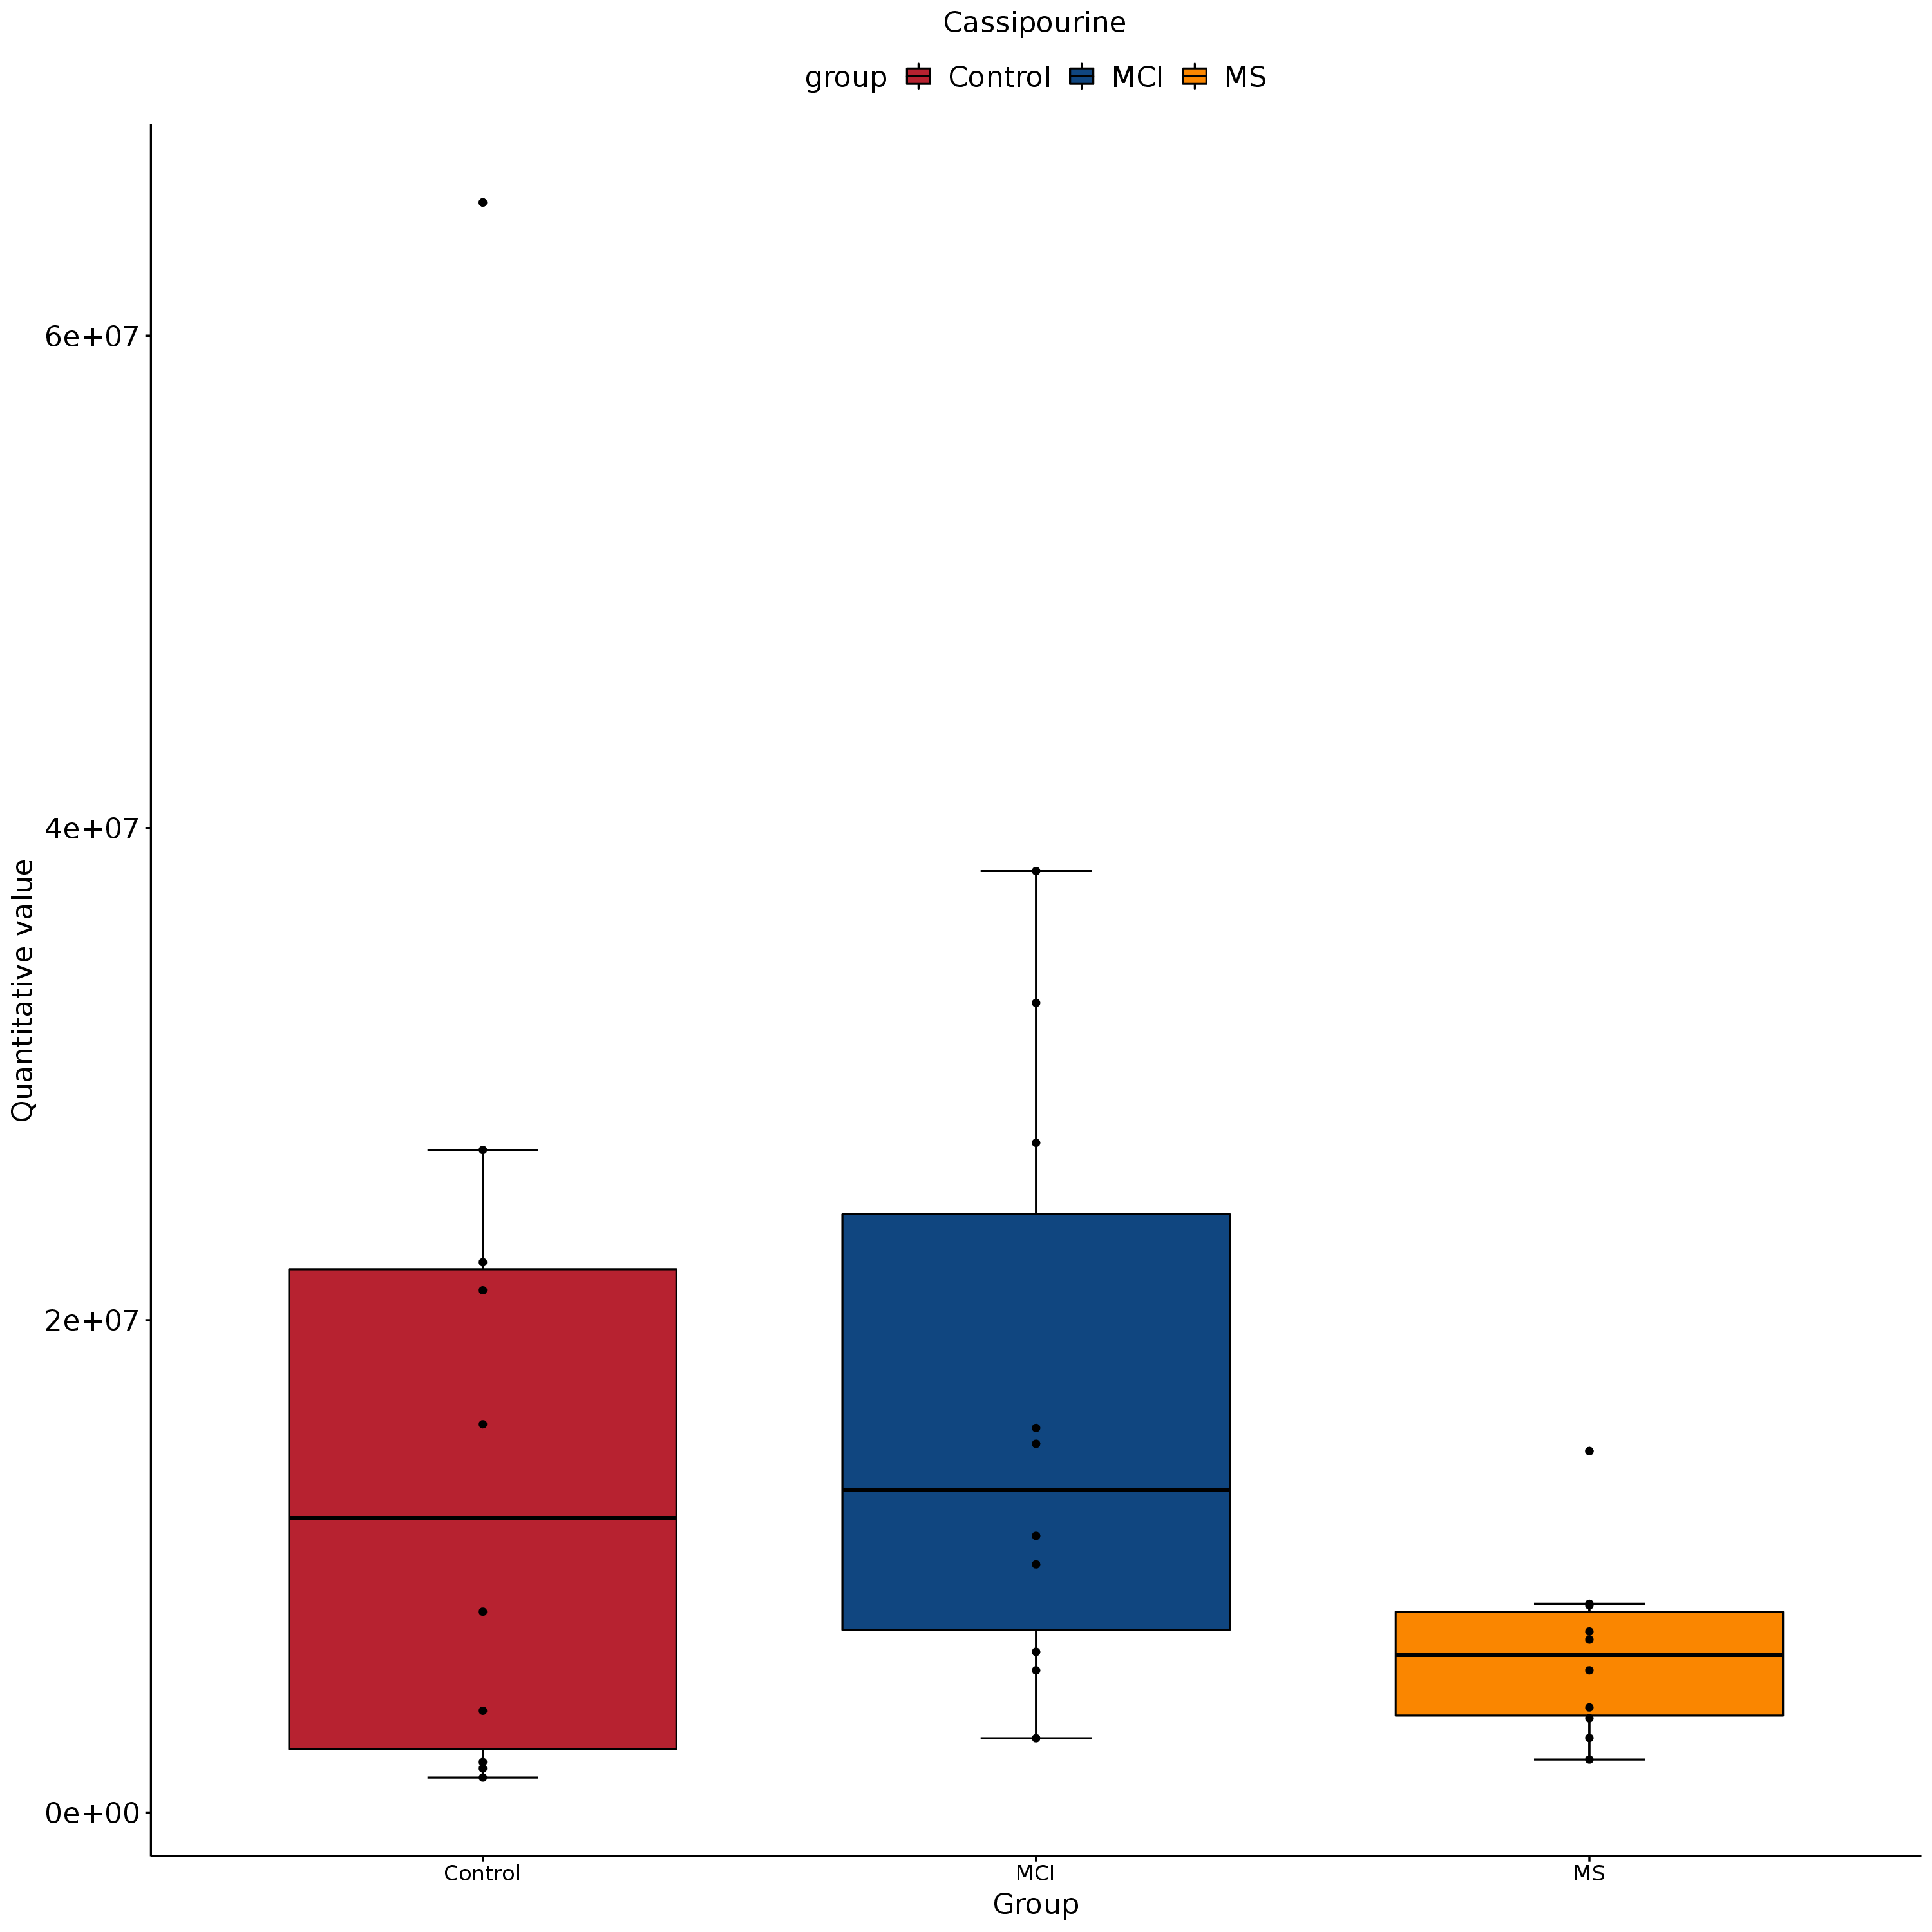 Cassipourine
group Control MCI MS
6e+07
4e+07
2e+07
0e+00
Quantitative value
Control MCI MS
Group